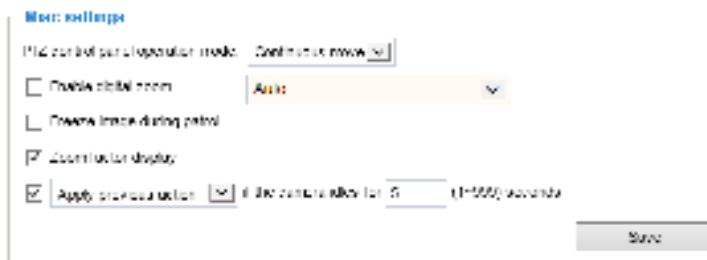 Misc settings
PTZ control panel operation mode: Continuous move
Enable digital zoom Auto
Freeze image during patrol
Zoom factor display
Apply previous action if the camera idles for 5 (1~999) seconds
Save